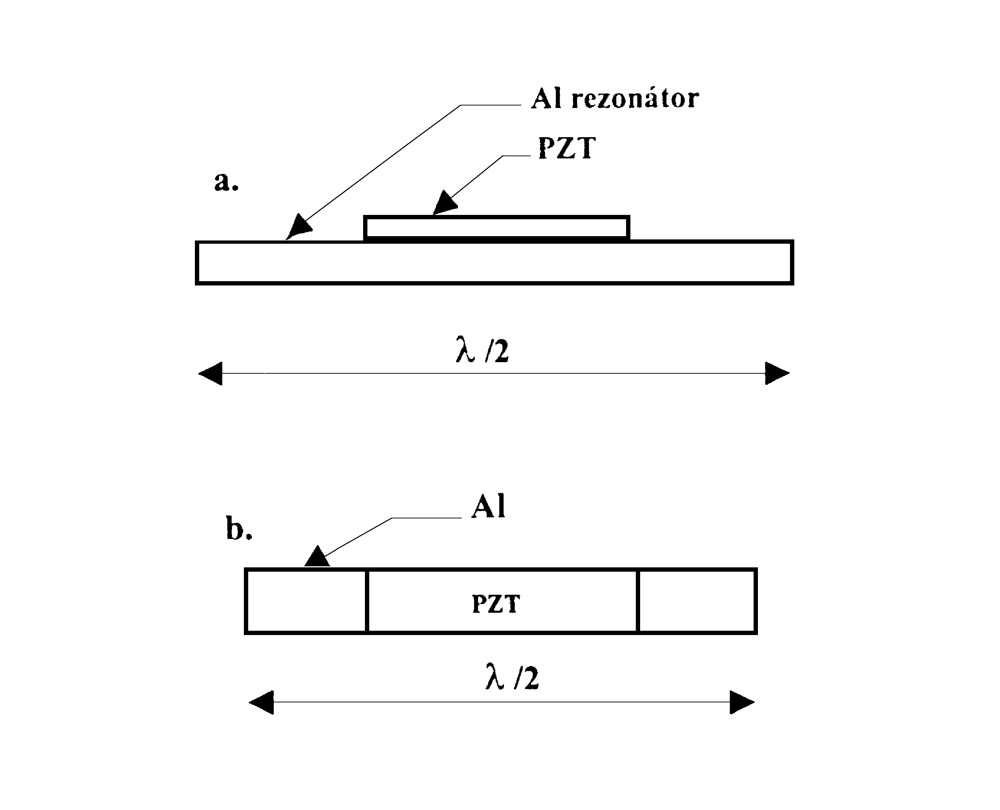 Al rezonátor
PZT
a.
λ /2
Al
b.
PZT
λ /2